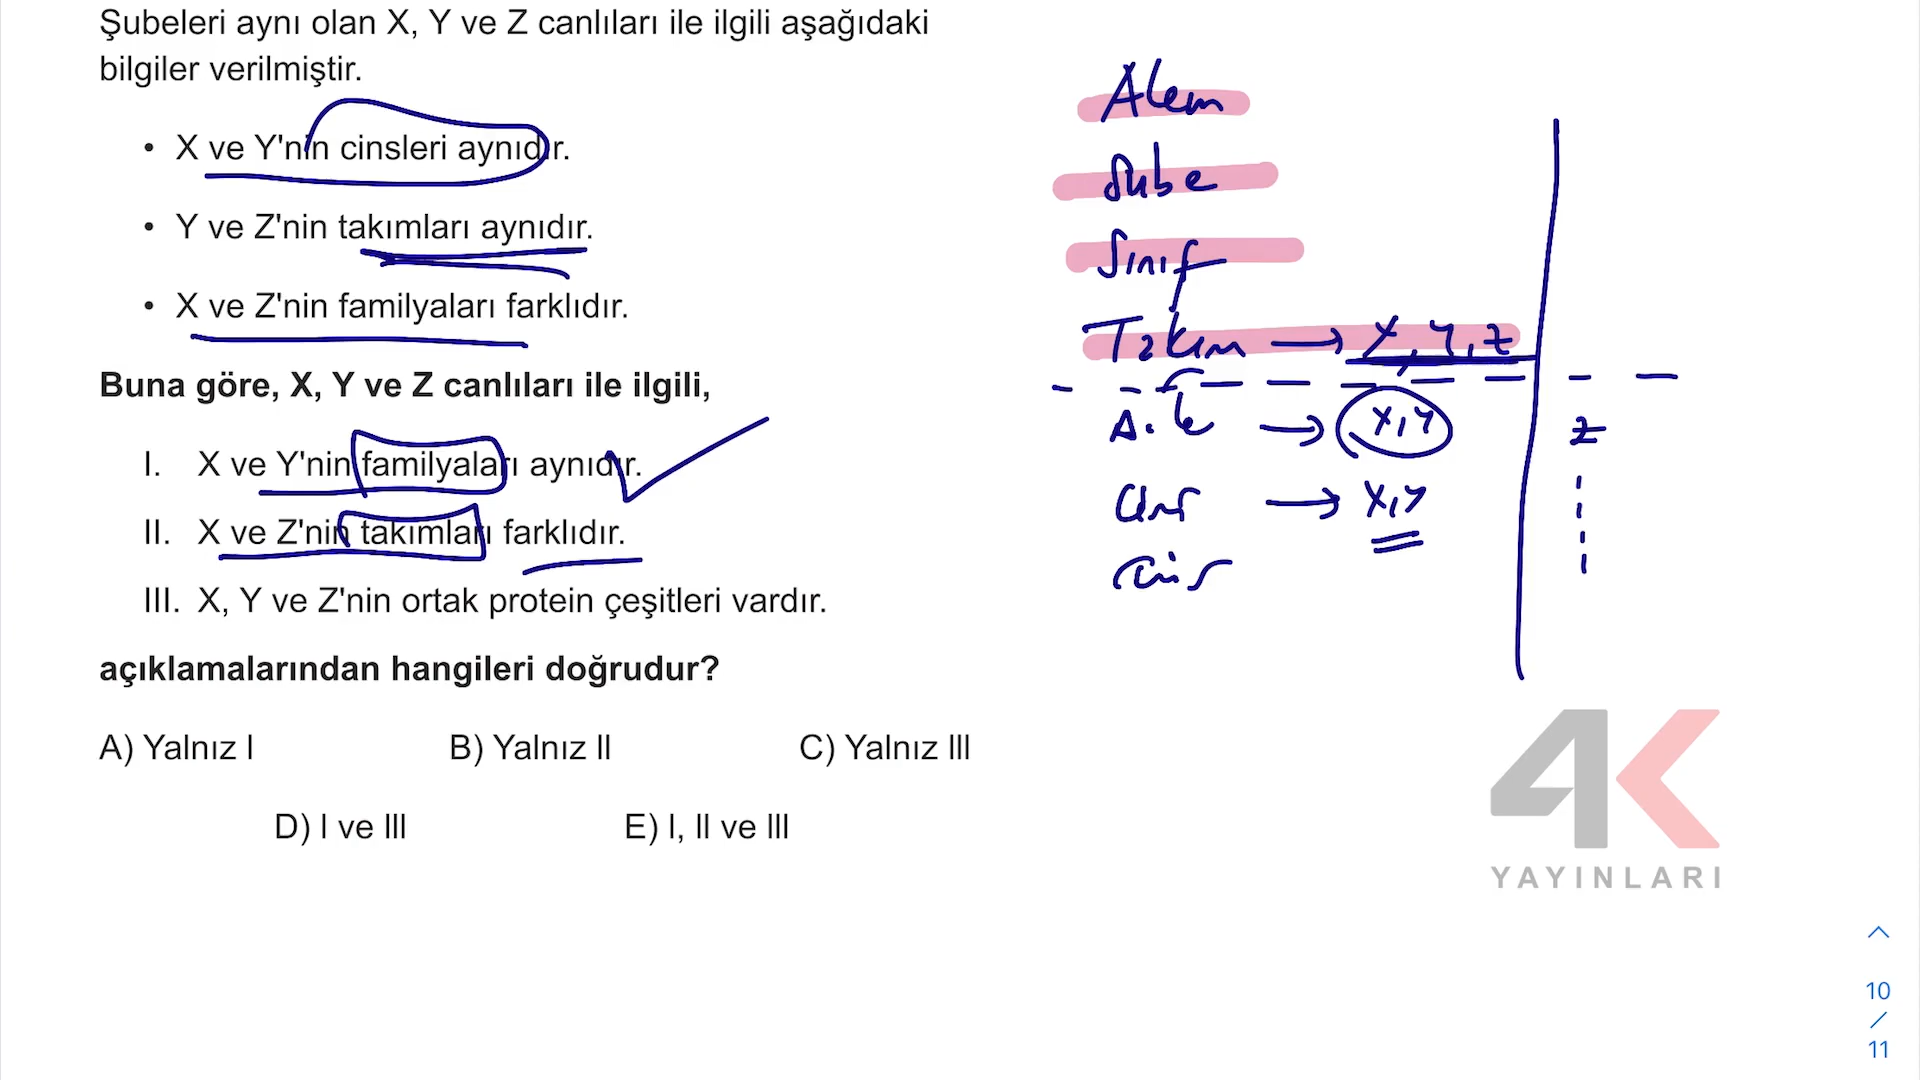 Şubeleri aynı olan X, Y ve Z canlıları ile ilgili aşağıdaki
bilgiler verilmiştir.
• X ve Y'nin cinsleri aynıdır.
• Y ve Z'nin takımları aynıdır.
• X ve Z'nin familyaları farklıdır.
Buna göre, X, Y ve Z canlıları ile ilgili,
I. X ve Y'nin familyaları aynıdır.
II. X ve Z'nin takımları farklıdır.
III. X, Y ve Z'nin ortak protein çeşitleri vardır.
açıklamalarından hangileri doğrudur?
A) Yalnız I B) Yalnız II C) Yalnız III
D) I ve III E) I, II ve III
Alem
Şube
Sınıf
Takım → X, Y, Z
Aile → X, Y Z
Cins → X, Y
4K
YAYINLARI
10
/
11